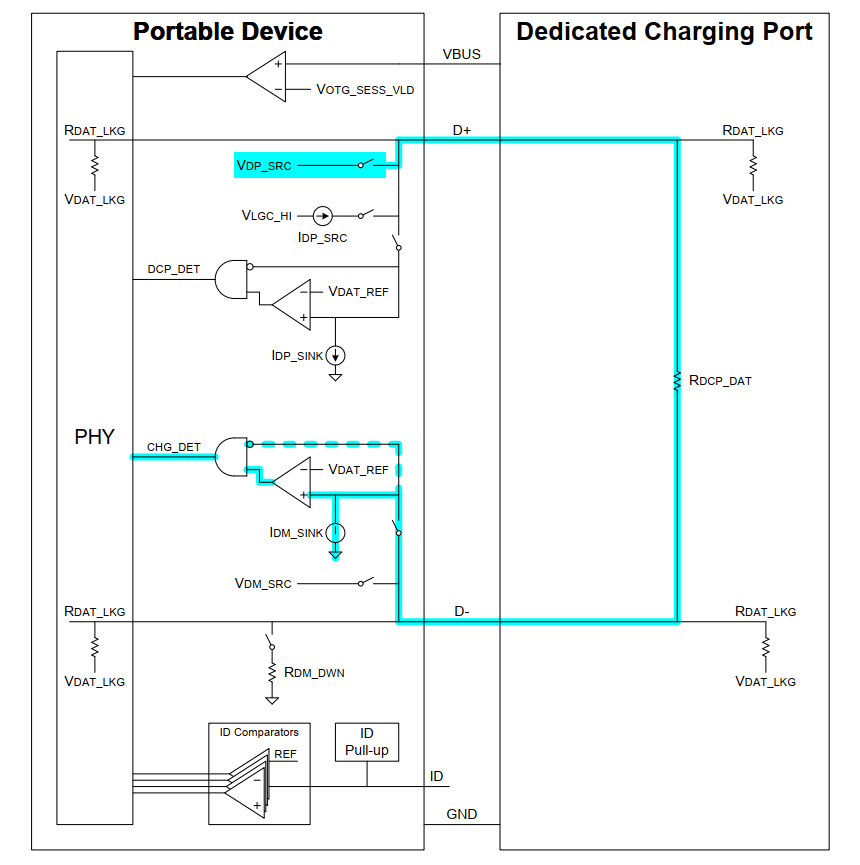 Portable Device
Dedicated Charging Port
VBUS
+
−
VOTG_SESS_VLD
RDAT_LKG
D+
RDAT_LKG
VDP_SRC
VDAT_LKG
VDAT_LKG
VLGC_HI
IDP_SRC
DCP_DET
−
VDAT_REF
+
IDP_SINK
RDCP_DAT
PHY
CHG_DET
−
VDAT_REF
+
IDM_SINK
VDM_SRC
RDAT_LKG
D-
RDAT_LKG
RDM_DWN
VDAT_LKG
VDAT_LKG
ID Comparators
REF
−
+
ID
Pull-up
ID
GND